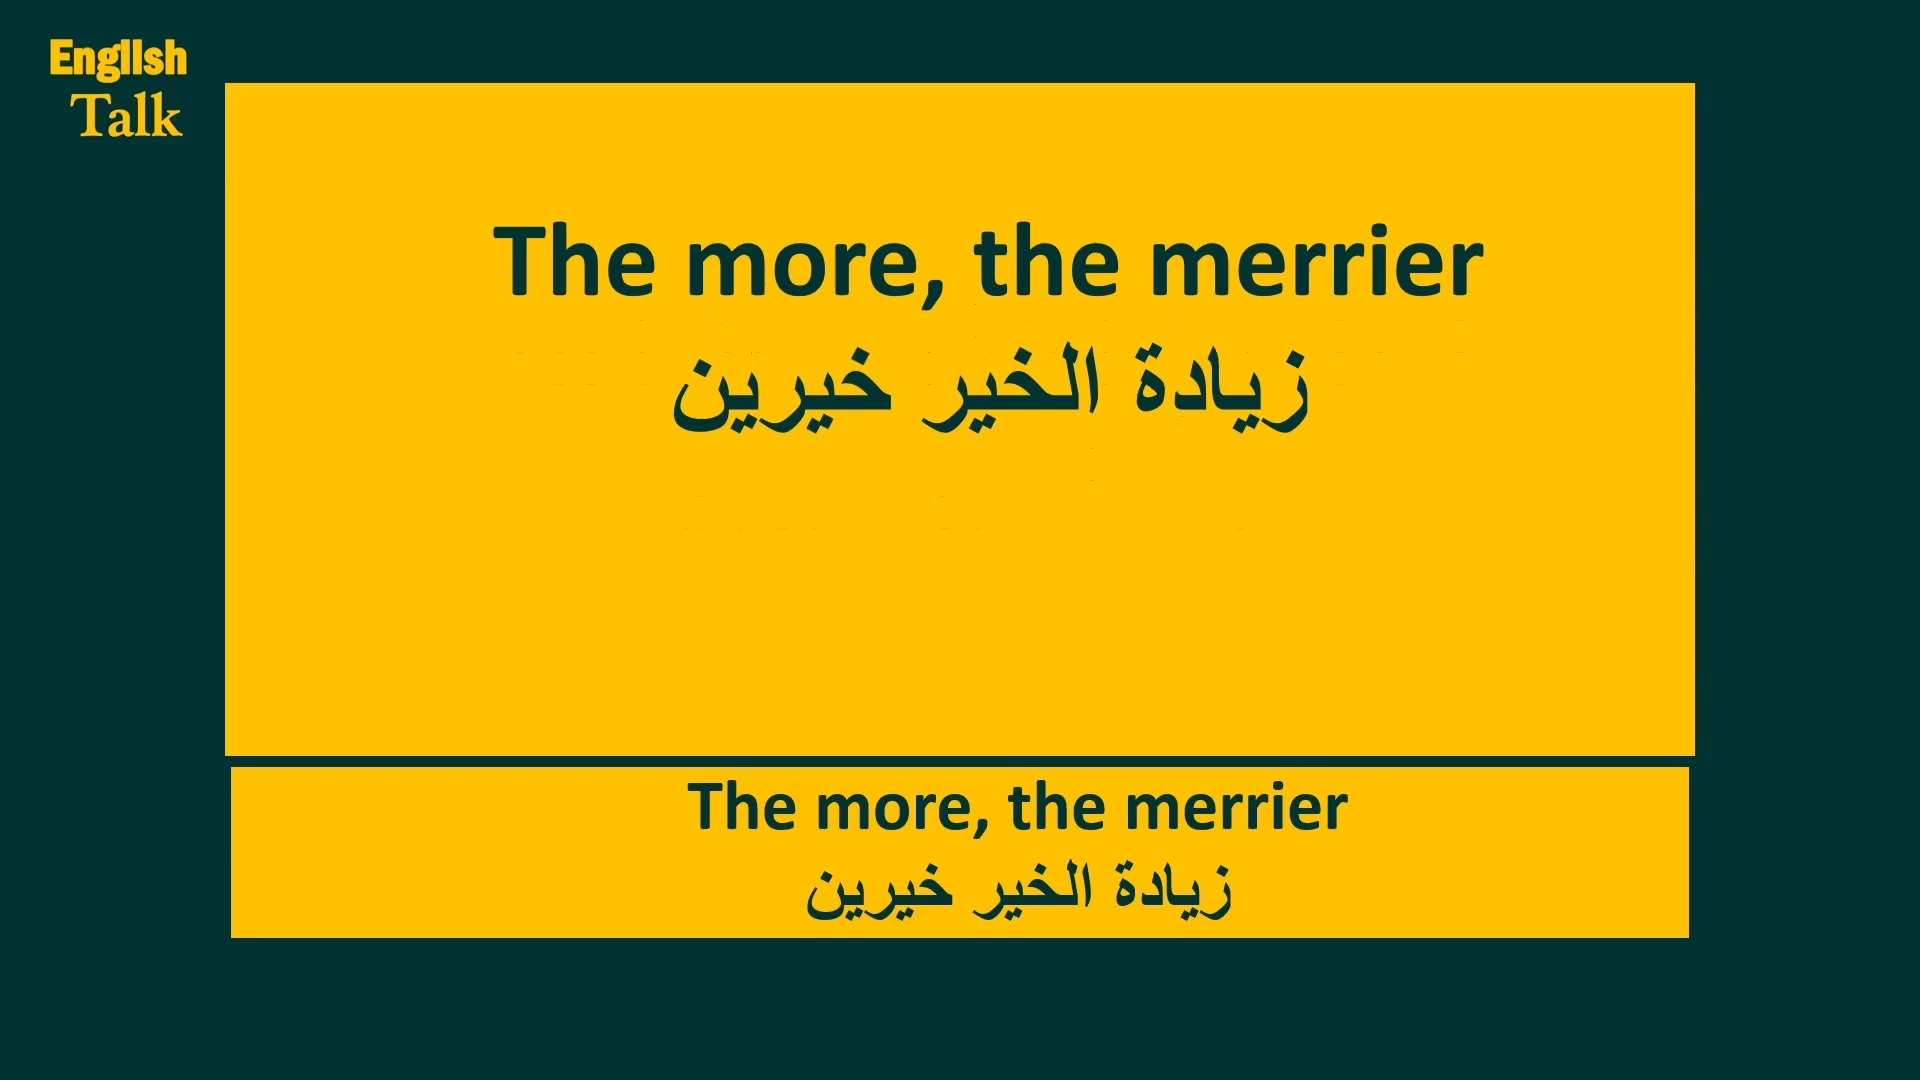 English
Talk
The more, the merrier
زيادة الخير خيرين
The more, the merrier
زيادة الخير خيرين